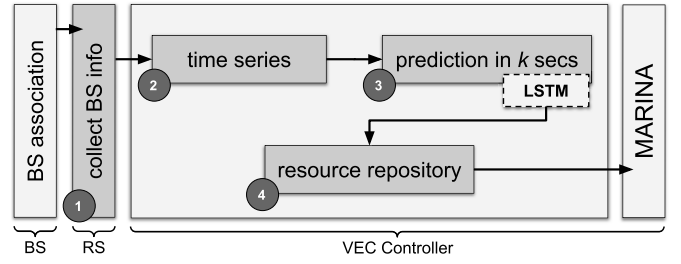 BS association
collect BS info
1
time series
2
prediction in k secs
3
LSTM
resource repository
4
MARINA
BS
RS
VEC Controller